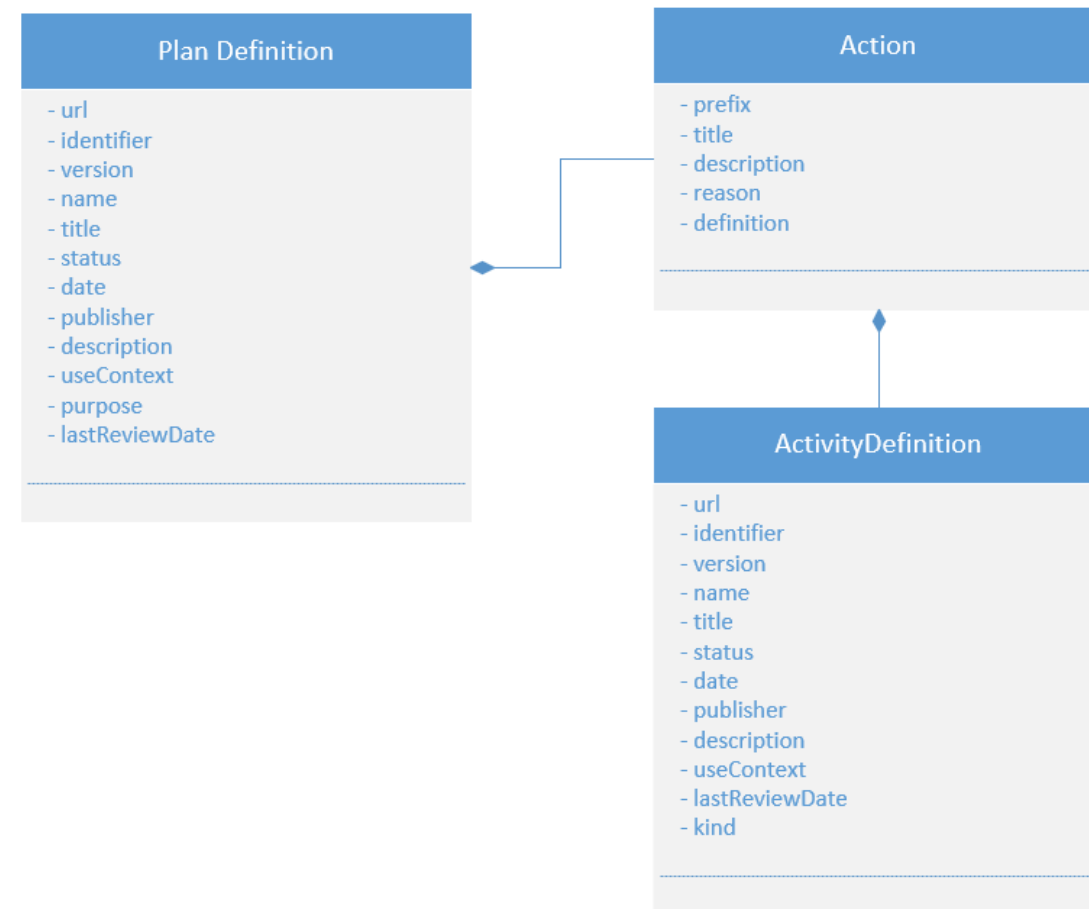 Plan Definition
- url
- identifier
- version
- name
- title
- status
- date
- publisher
- description
- useContext
- purpose
- lastReviewDate
Action
- prefix
- title
- description
- reason
- definition
ActivityDefinition
- url
- identifier
- version
- name
- title
- status
- date
- publisher
- description
- useContext
- lastReviewDate
- kind